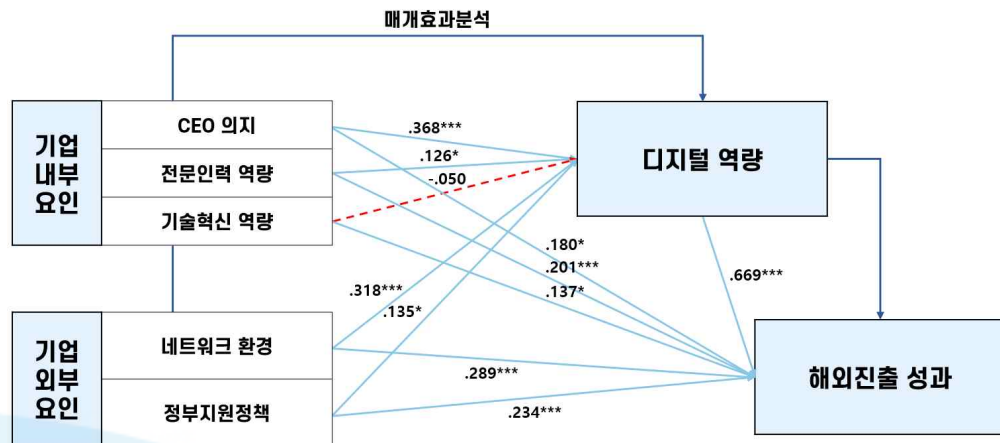 매개효과분석
기업
내부
요인
CEO 의지
전문인력 역량
기술혁신 역량
.368***
.126*
-.050
디지털 역량
.180*
.201***
.137*
.669***
.318***
.135*
기업
외부
요인
네트워크 환경
정부지원정책
.289***
.234***
해외진출 성과